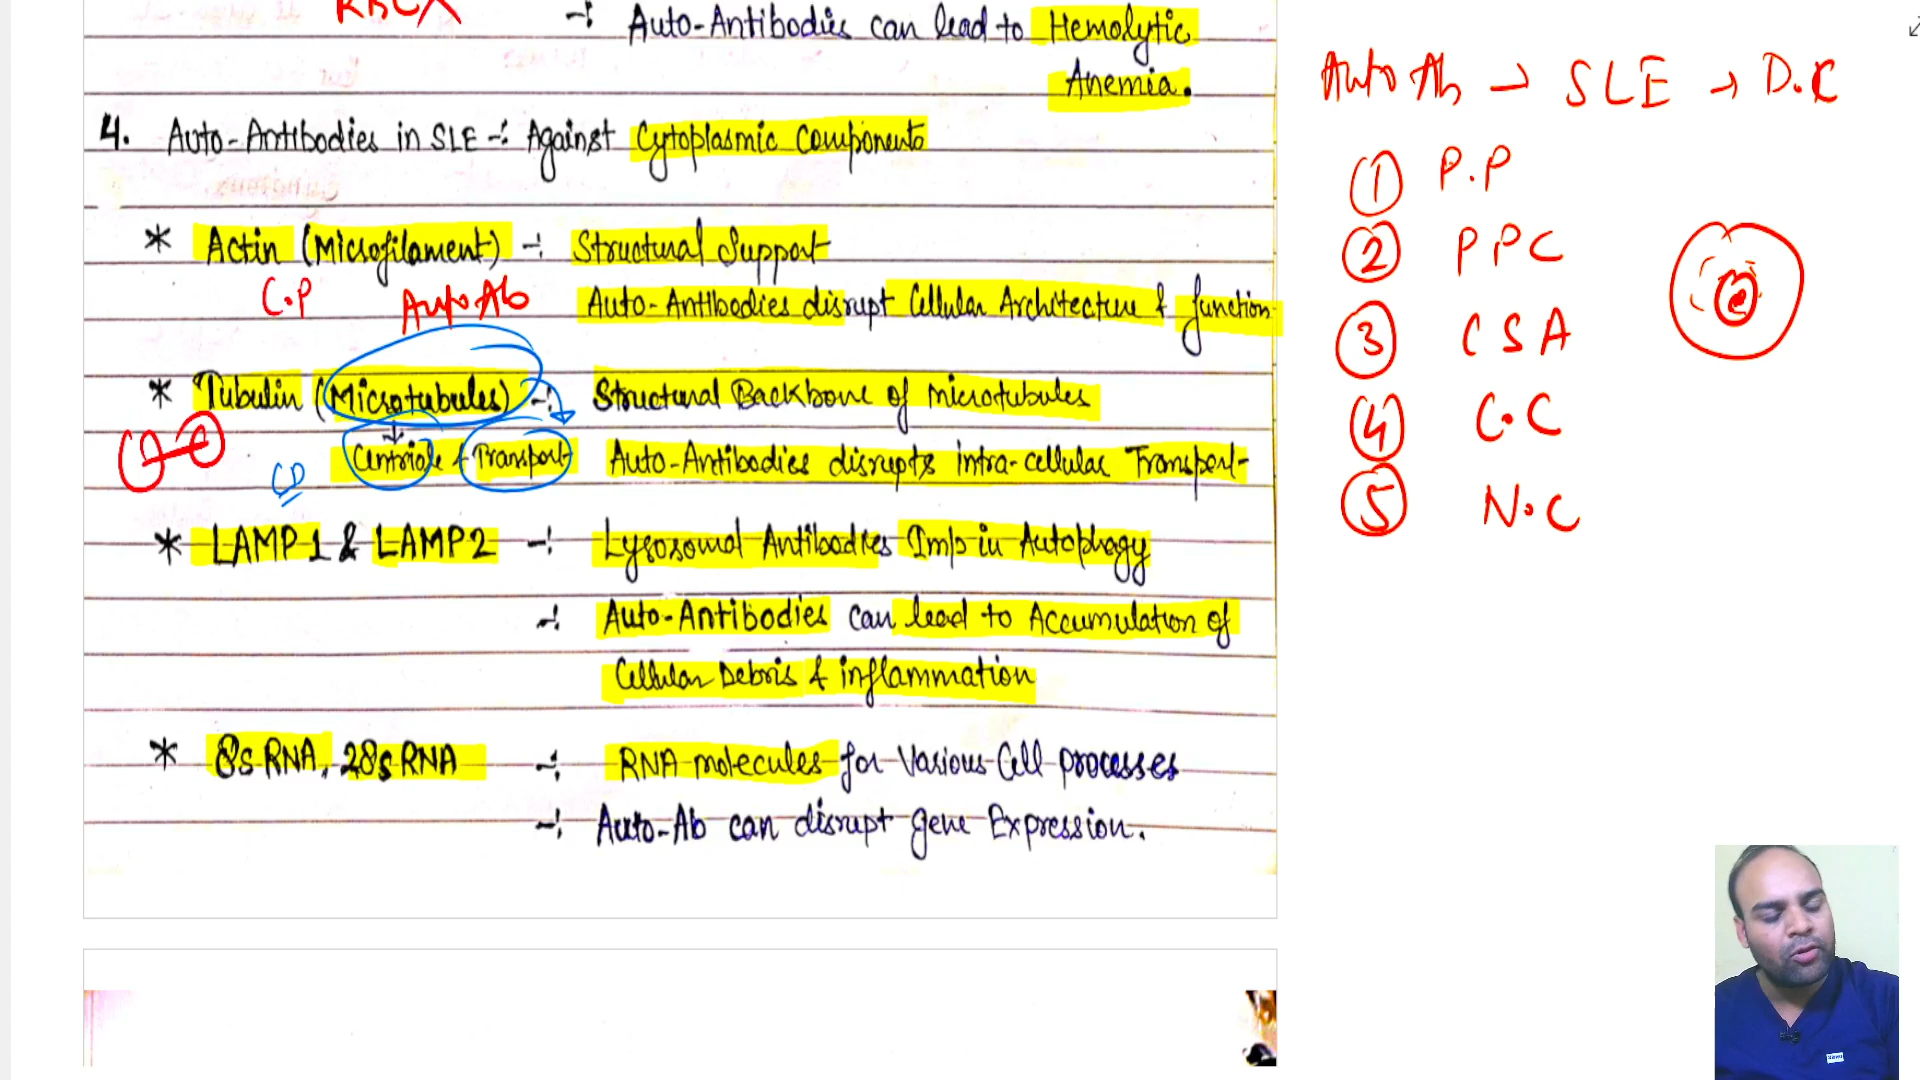 RBC X
-: Auto-Antibodies can lead to Hemolytic
Anemia.
4. Auto-Antibodies in SLE -: Against Cytoplasmic Components
* Actin (Microfilament) -: Structural Support
C.P Auto Ab Auto-Antibodies disrupt Cellular Architecture & function
* Tubulin (Microtubules) -: Structural Backbone of Microtubules
Centriole & Transport Auto-Antibodies disrupts intra-cellular Transport
* LAMP1 & LAMP2 -: Lysosomal Antibodies Imp in Autophagy
-: Auto-Antibodies can lead to Accumulation of
Cellular Debris & inflammation
* 8s RNA, 28s RNA -: RNA molecules for Various Cell processes
-: Auto-Ab can disrupt gene Expression.
Auto Ab → SLE → D.C
① P.P
② PPC
③ CSA
④ C.C
⑤ N.C